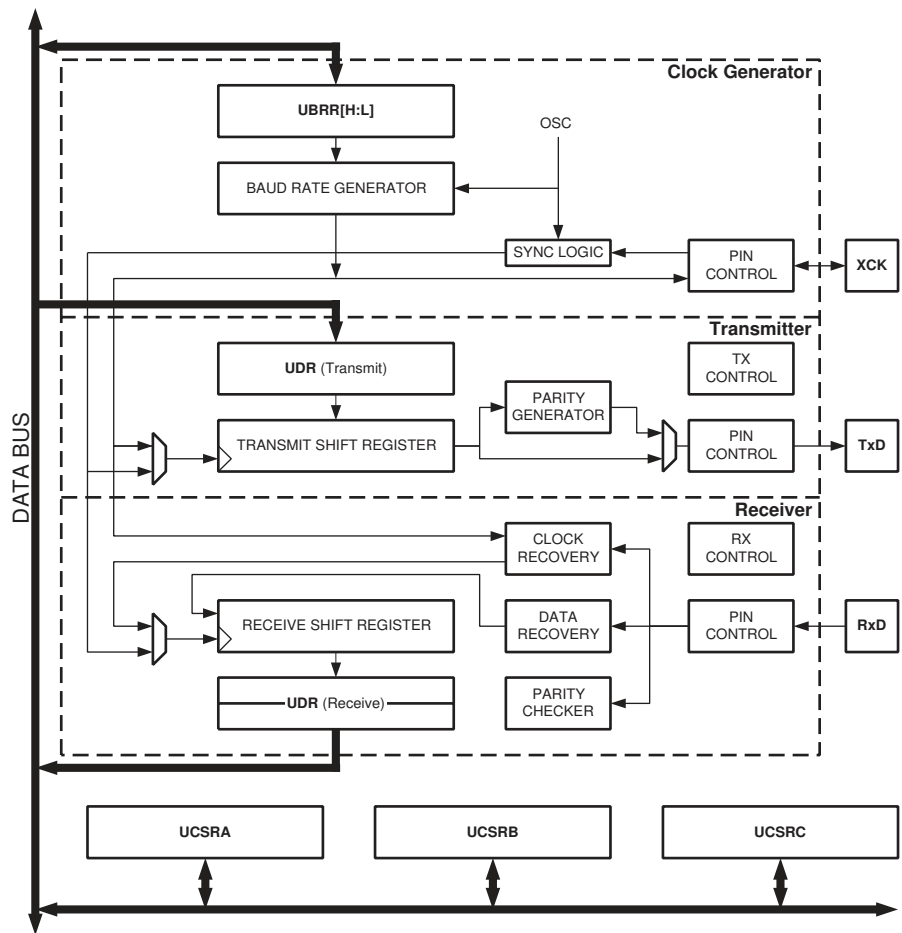 Clock Generator
UBRR[H:L]
OSC
BAUD RATE GENERATOR
SYNC LOGIC
PIN
CONTROL
XCK
Transmitter
UDR (Transmit)
TX
CONTROL
PARITY
GENERATOR
TRANSMIT SHIFT REGISTER
PIN
CONTROL
TxD
DATA BUS
Receiver
CLOCK
RECOVERY
RX
CONTROL
RECEIVE SHIFT REGISTER
DATA
RECOVERY
PIN
CONTROL
RxD
UDR (Receive)
PARITY
CHECKER
UCSRA
UCSRB
UCSRC